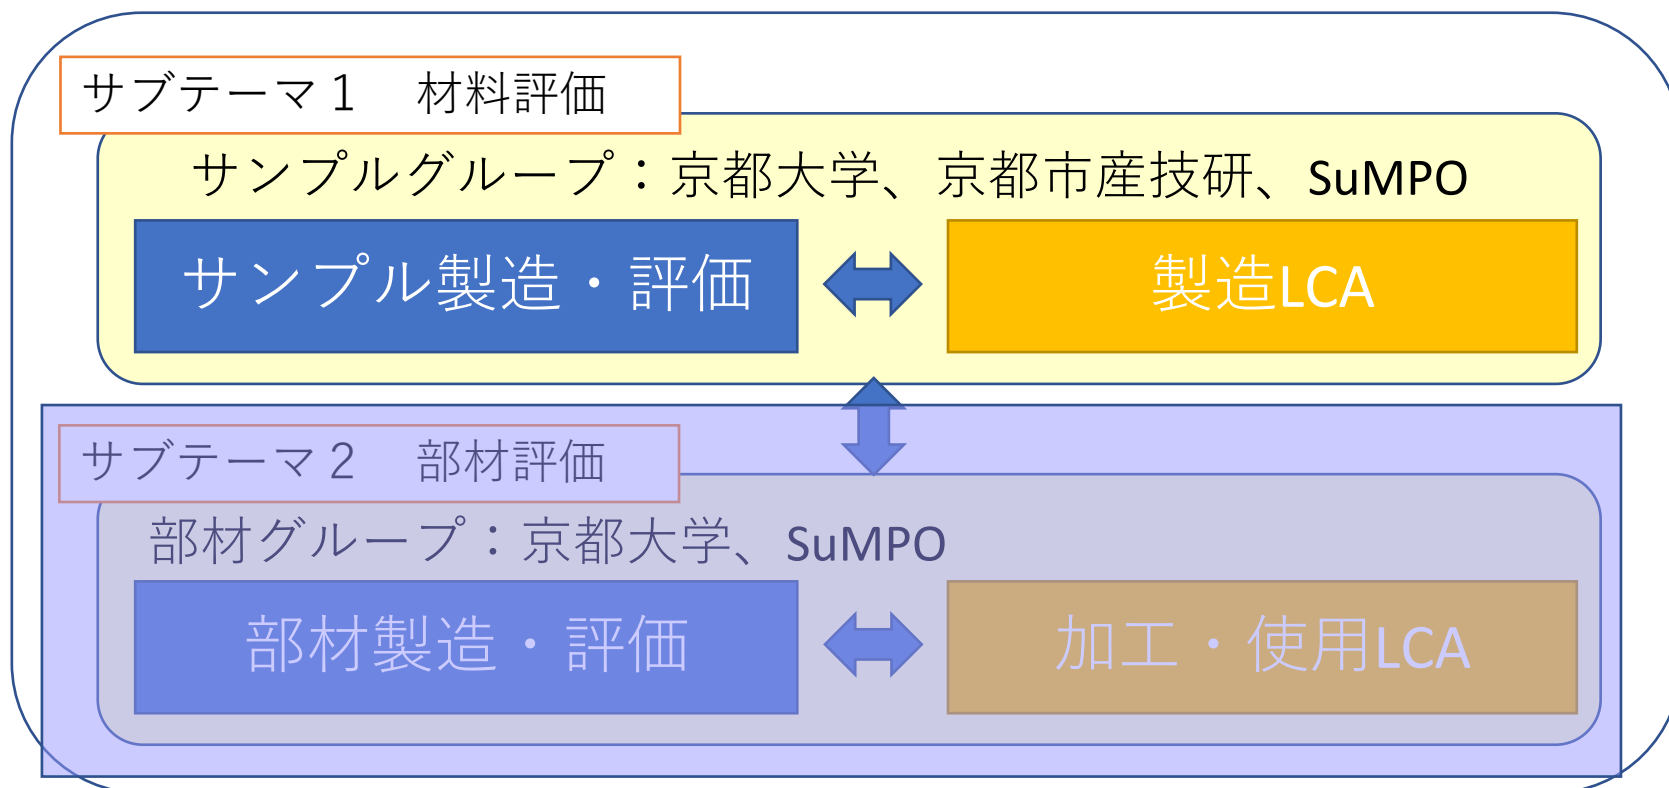 サブテーマ１　材料評価
サンプルグループ：京都大学、京都市産技研、SuMPO
サンプル製造・評価
製造LCA
サブテーマ２　部材評価
部材グループ：京都大学、SuMPO
部材製造・評価
加工・使用LCA